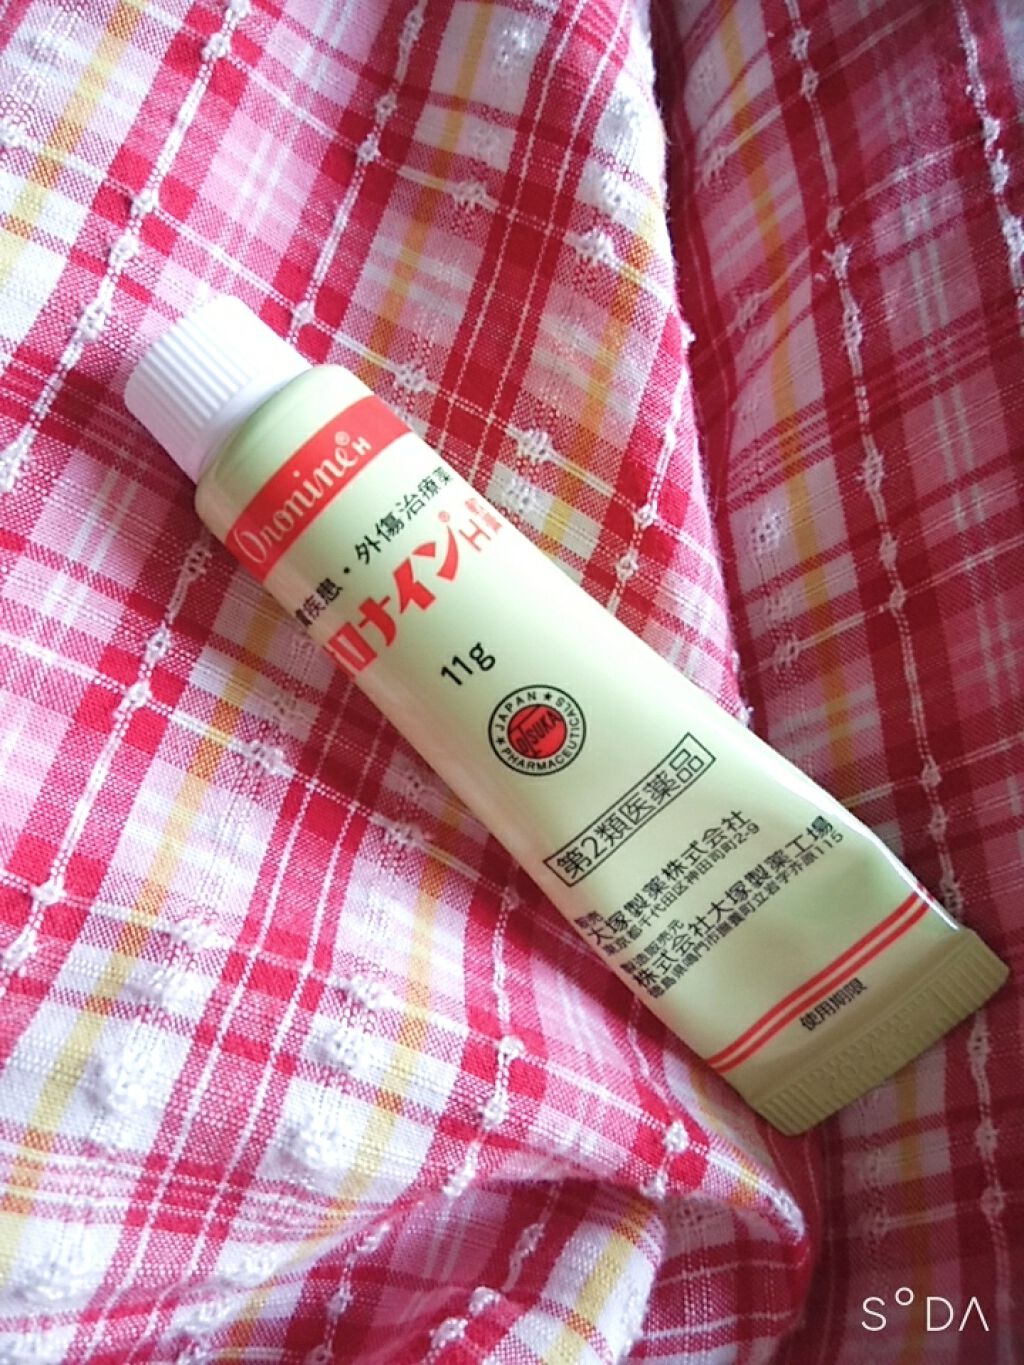 Oronine®H
膚疾患・外傷治療薬
ロナイン®H軟膏
11g
★JAPAN★
OTSUKA
PHARMACEUTICALS
第2類医薬品
販売
大塚製薬株式会社
東京都千代田区神田司町2-9
製造販売元
株式会社大塚製薬工場
徳島県鳴門市撫養町立岩字芥原115
使用期限
S°DA